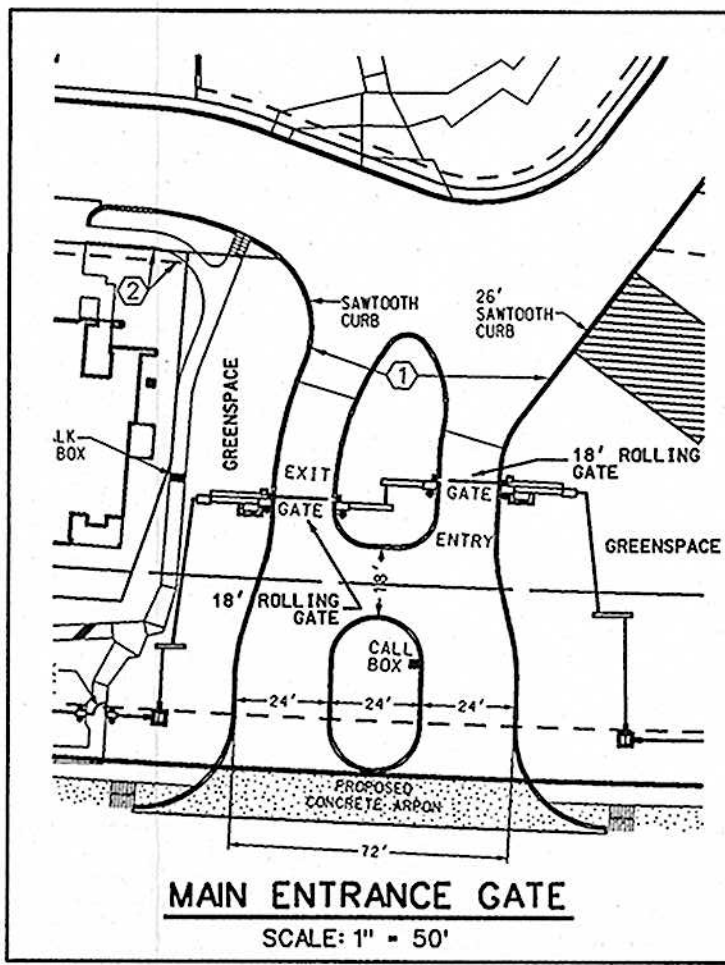 2
SAWTOOTH
CURB
26'
SAWTOOTH
CURB
1
GREENSPACE
LK
BOX
EXIT
GATE
18' ROLLING
GATE
GATE
ENTRY
GREENSPACE
18'
18' ROLLING
GATE
CALL
BOX
24'
24'
24'
PROPOSED
CONCRETE ARPON
72'
MAIN ENTRANCE GATE
SCALE: 1" = 50'